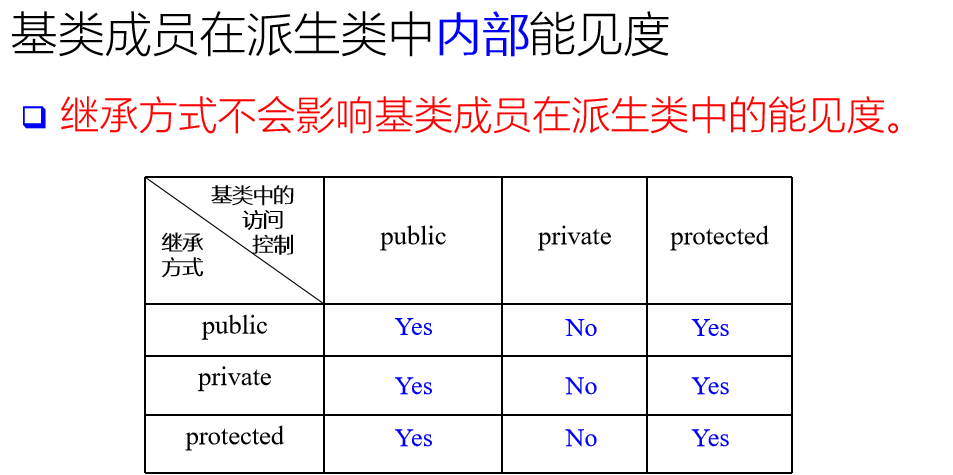 基类成员在派生类中内部能见度
继承方式不会影响基类成员在派生类中的能见度。
基类中的
访问
控制
继承
方式
public
private
protected
public
Yes
No
Yes
private
Yes
No
Yes
protected
Yes
No
Yes